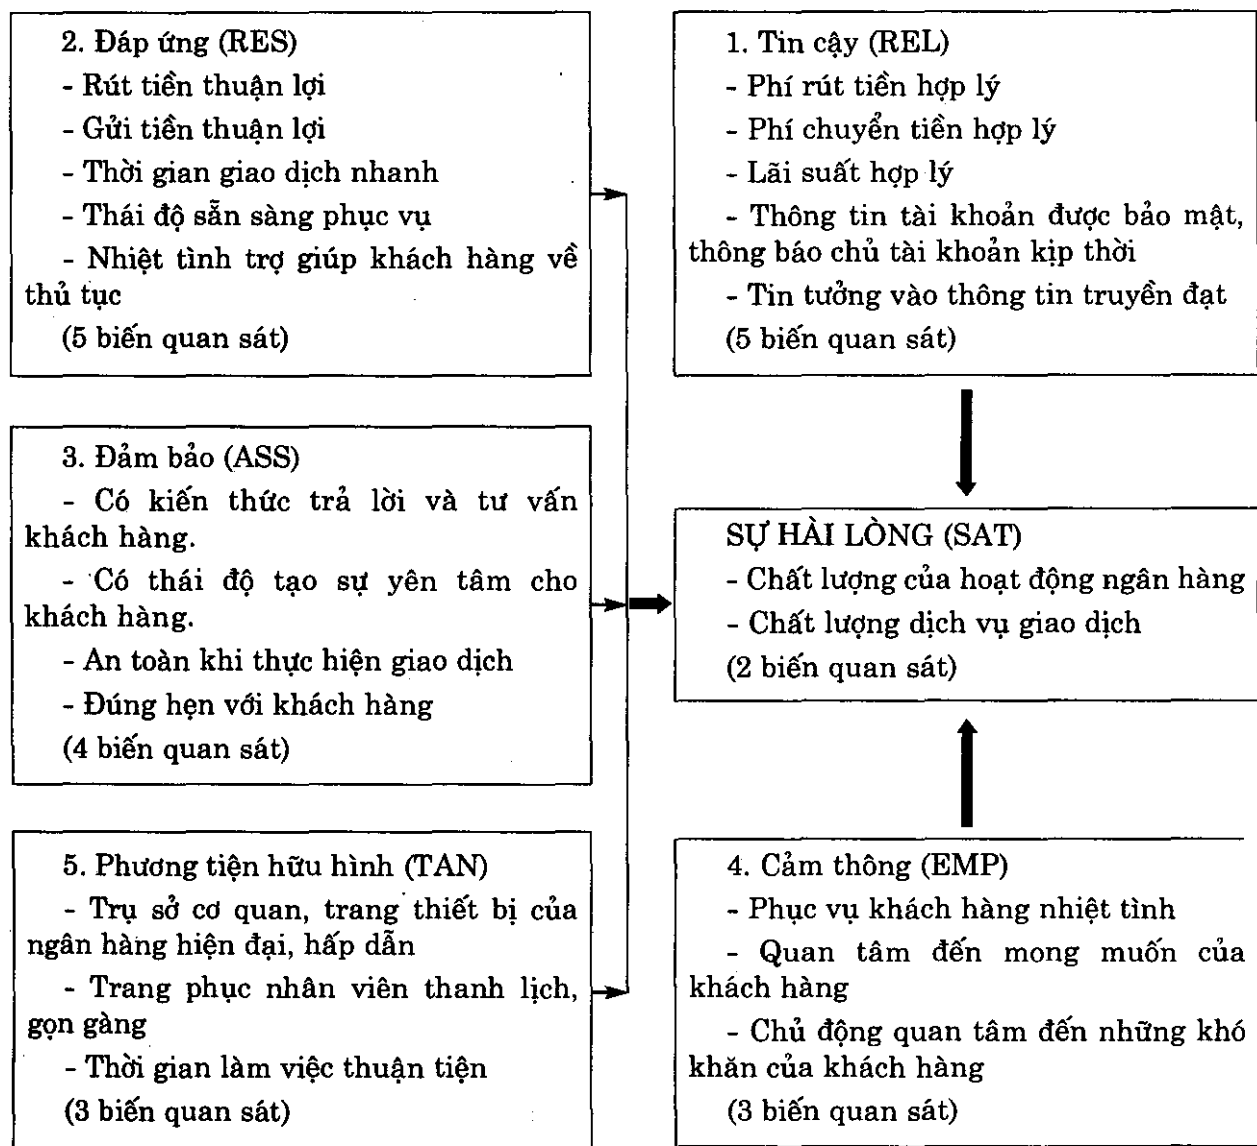 2. Đáp ứng (RES)
- Rút tiền thuận lợi
- Gửi tiền thuận lợi
- Thời gian giao dịch nhanh
- Thái độ sẵn sàng phục vụ
- Nhiệt tình trợ giúp khách hàng về
thủ tục
(5 biến quan sát)
1. Tin cậy (REL)
- Phí rút tiền hợp lý
- Phí chuyển tiền hợp lý
- Lãi suất hợp lý
- Thông tin tài khoản được bảo mật,
thông báo chủ tài khoản kịp thời
- Tin tưởng vào thông tin truyền đạt
(5 biến quan sát)
3. Đảm bảo (ASS)
- Có kiến thức trả lời và tư vấn
khách hàng.
- Có thái độ tạo sự yên tâm cho
khách hàng.
- An toàn khi thực hiện giao dịch
- Đúng hẹn với khách hàng
(4 biến quan sát)
SỰ HÀI LÒNG (SAT)
- Chất lượng của hoạt động ngân hàng
- Chất lượng dịch vụ giao dịch
(2 biến quan sát)
5. Phương tiện hữu hình (TAN)
- Trụ sở cơ quan, trang thiết bị của
ngân hàng hiện đại, hấp dẫn
- Trang phục nhân viên thanh lịch,
gọn gàng
- Thời gian làm việc thuận tiện
(3 biến quan sát)
4. Cảm thông (EMP)
- Phục vụ khách hàng nhiệt tình
- Quan tâm đến mong muốn của
khách hàng
- Chủ động quan tâm đến những khó
khăn của khách hàng
(3 biến quan sát)